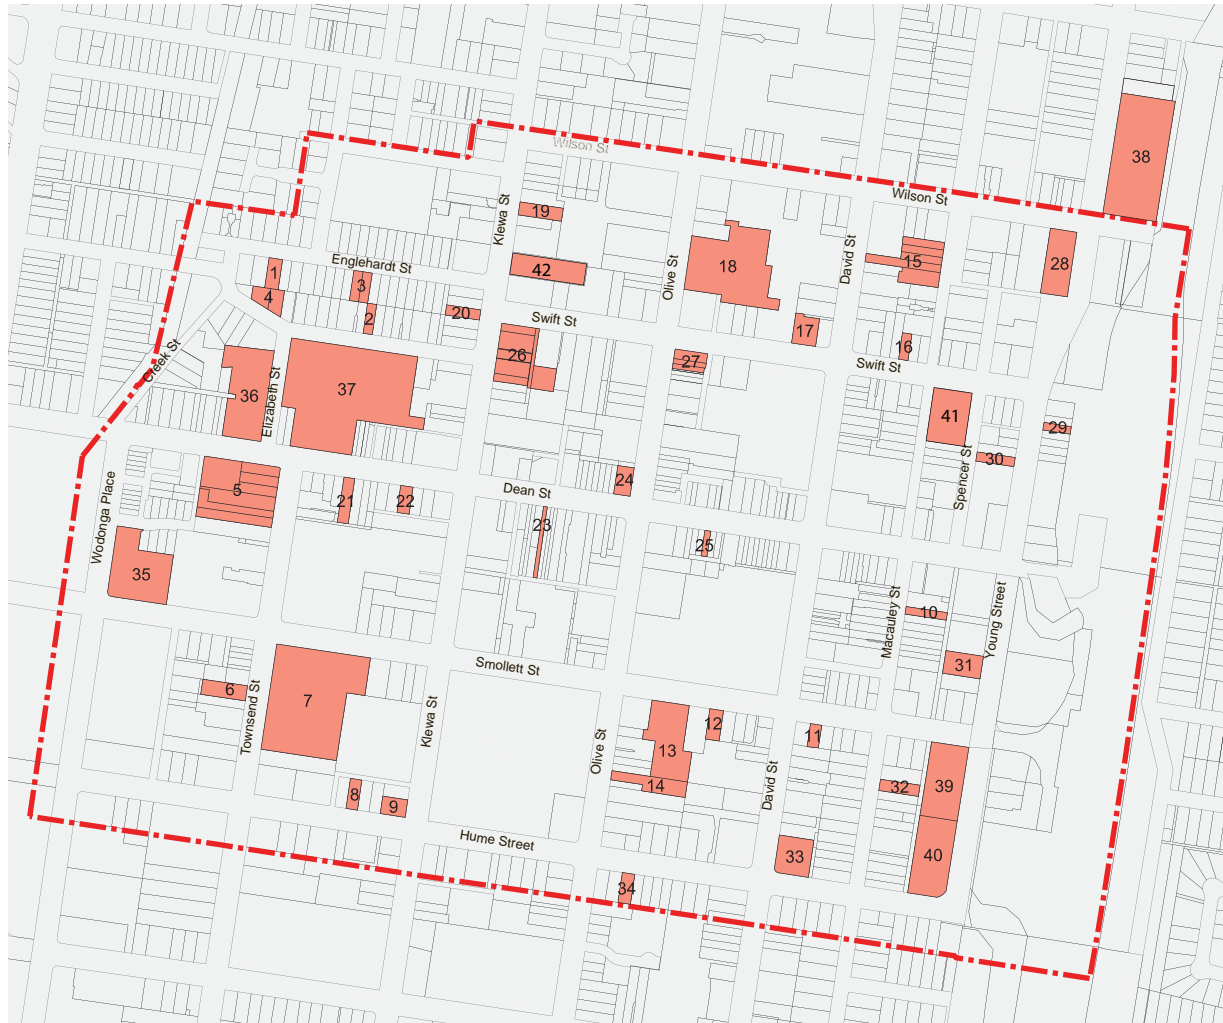 Wilson St
38
Wilson St
Klewa St
19
David St
15
Englehardt St
1
42
Olive St
18
28
4
3
2
20
Swift St
17
16
26
27
Swift St
Creek St
37
36
Elizabeth St
41
29
30
24
Spencer St
5
Wodonga Place
21
22
Dean St
23
25
35
Macauley St
10
Young Street
31
6
Smollett St
7
Townsend St
Klewa St
12
11
Olive St
13
14
David St
32
39
8
9
Hume Street
33
40
34